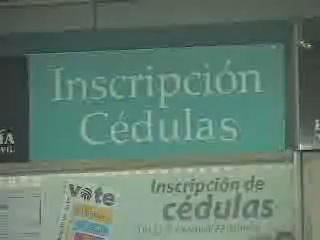 Inscripción
Cédulas
vote
Inscripción de
cédulas